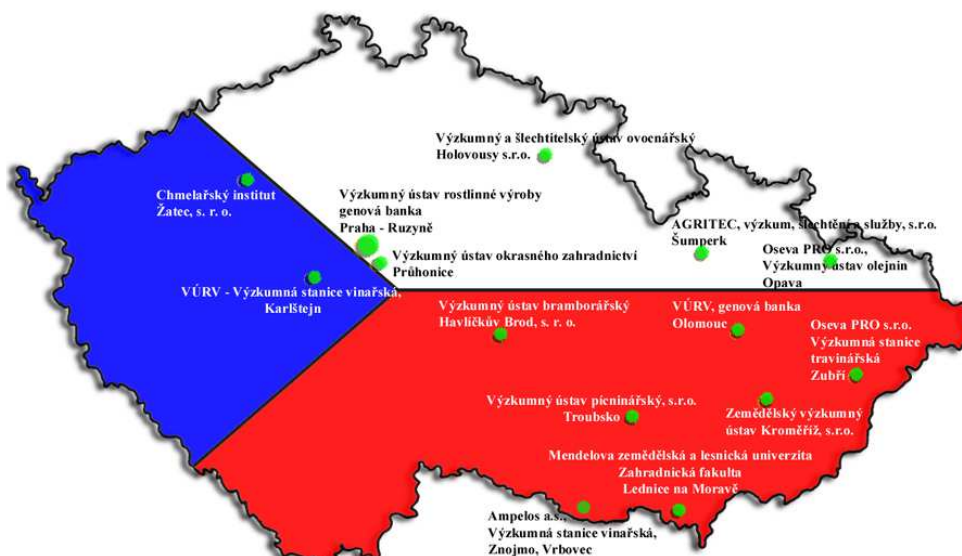 Výzkumný a šlechtitelský ústav ovocnářský
Holovousy s.r.o.
Chmelařský institut
Žatec, s. r. o.
Výzkumný ústav rostlinné výroby
genová banka
Praha - Ruzyně
AGRITEC, výzkum, šlechtění a služby, s.r.o.
Šumperk
Výzkumný ústav okrasného zahradnictví
Průhonice
Oseva PRO s.r.o.,
Výzkumný ústav olejnin
Opava
VÚRV - Výzkumná stanice vinařská,
Karlštejn
Výzkumný ústav bramborářský
Havlíčkův Brod, s. r. o.
VÚRV, genová banka
Olomouc
Oseva PRO s.r.o.
Výzkumná stanice
travinářská
Zubří
Výzkumný ústav pícninářský, s.r.o.
Troubsko
Zemědělský výzkumný
ústav Kroměříž, s.r.o.
Mendelova zemědělská a lesnická univerzita
Zahradnická fakulta
Lednice na Moravě
Ampelos a.s.,
Výzkumná stanice vinařská,
Znojmo, Vrbovec